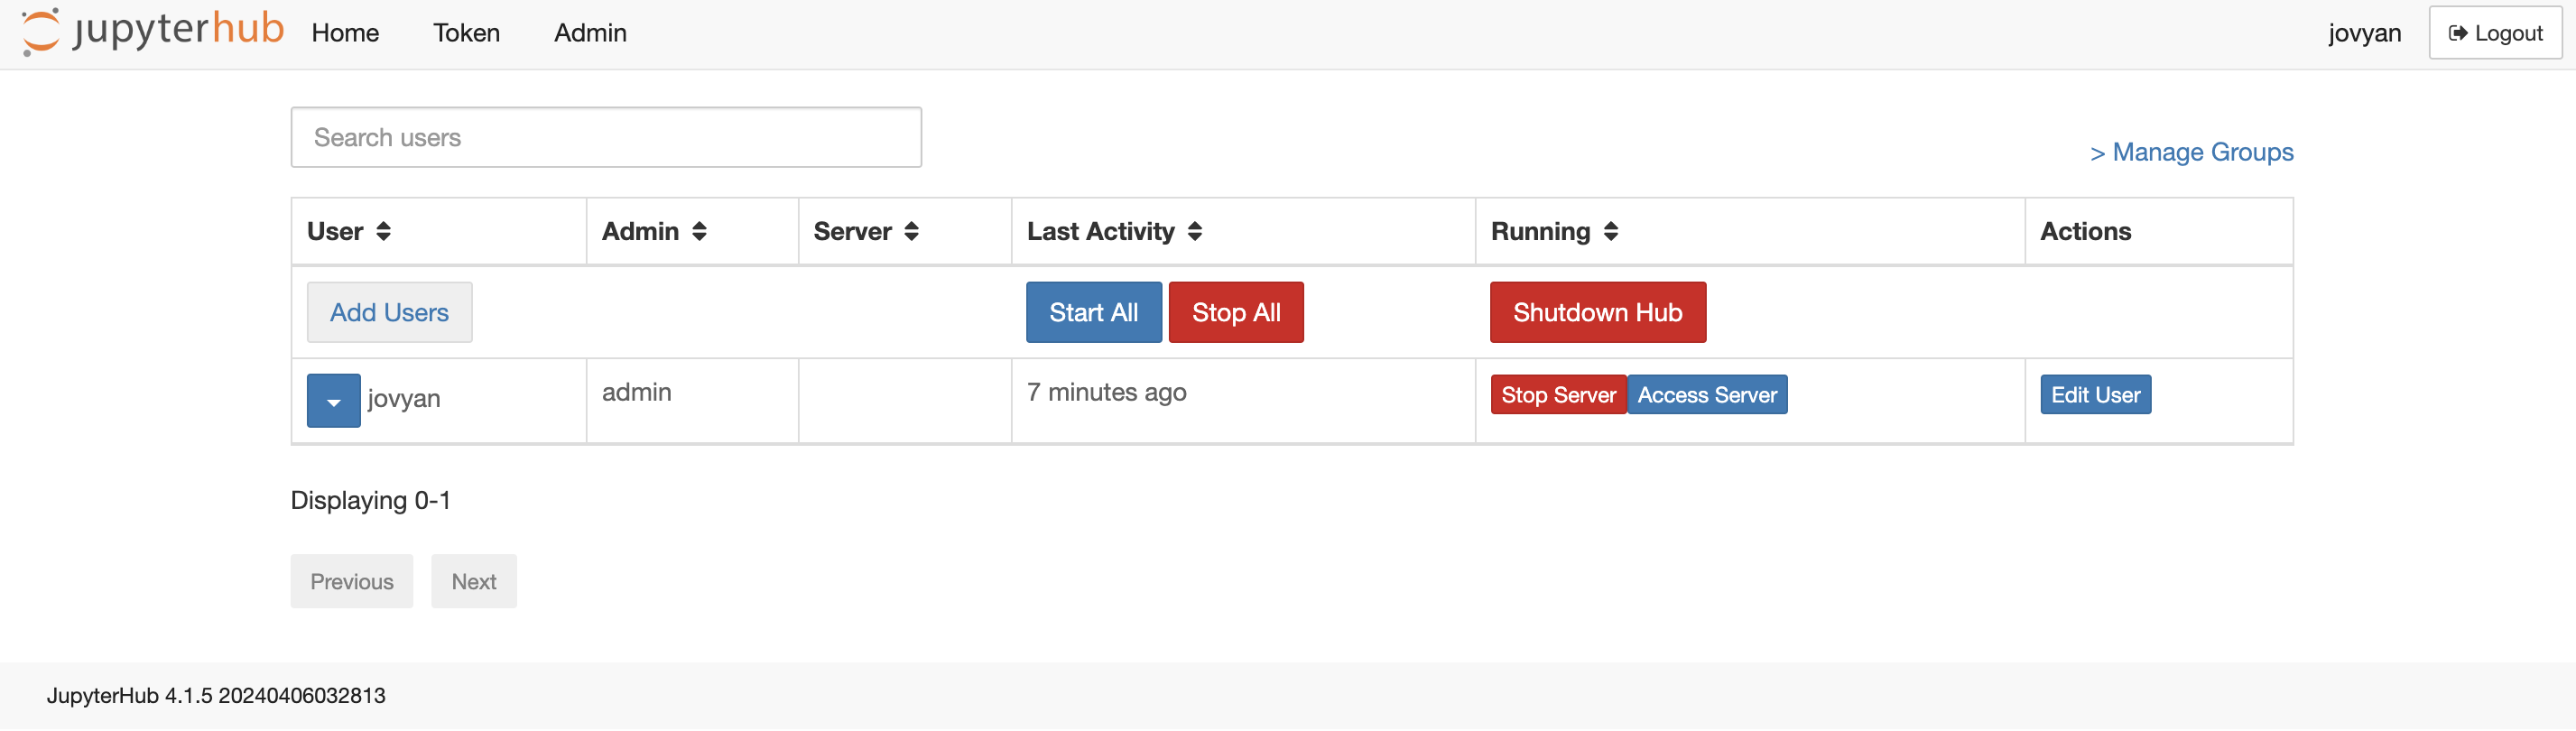 jupyterhub Home Token Admin jovyan Logout
Search users
> Manage Groups
User Admin Server Last Activity Running Actions
Add Users Start All Stop All Shutdown Hub
jovyan admin 7 minutes ago Stop Server Access Server Edit User
Displaying 0-1
Previous Next
JupyterHub 4.1.5 20240406032813